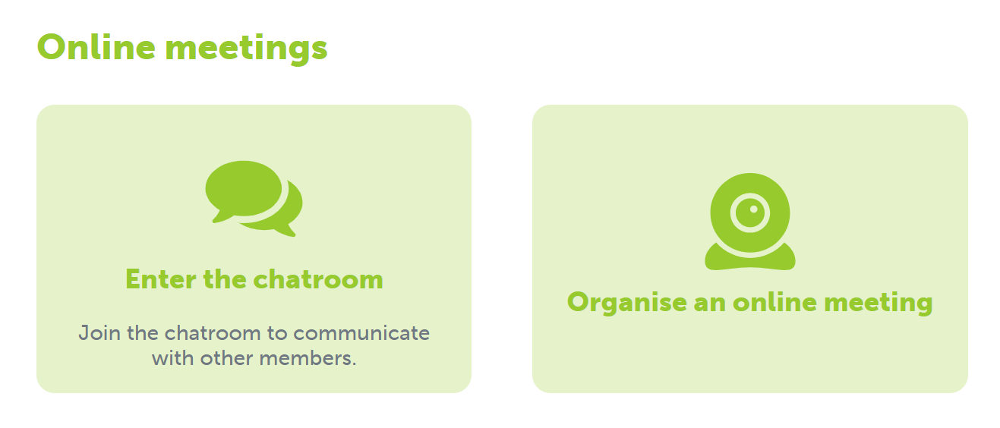 Online meetings
Enter the chatroom
Join the chatroom to communicate
with other members.
Organise an online meeting